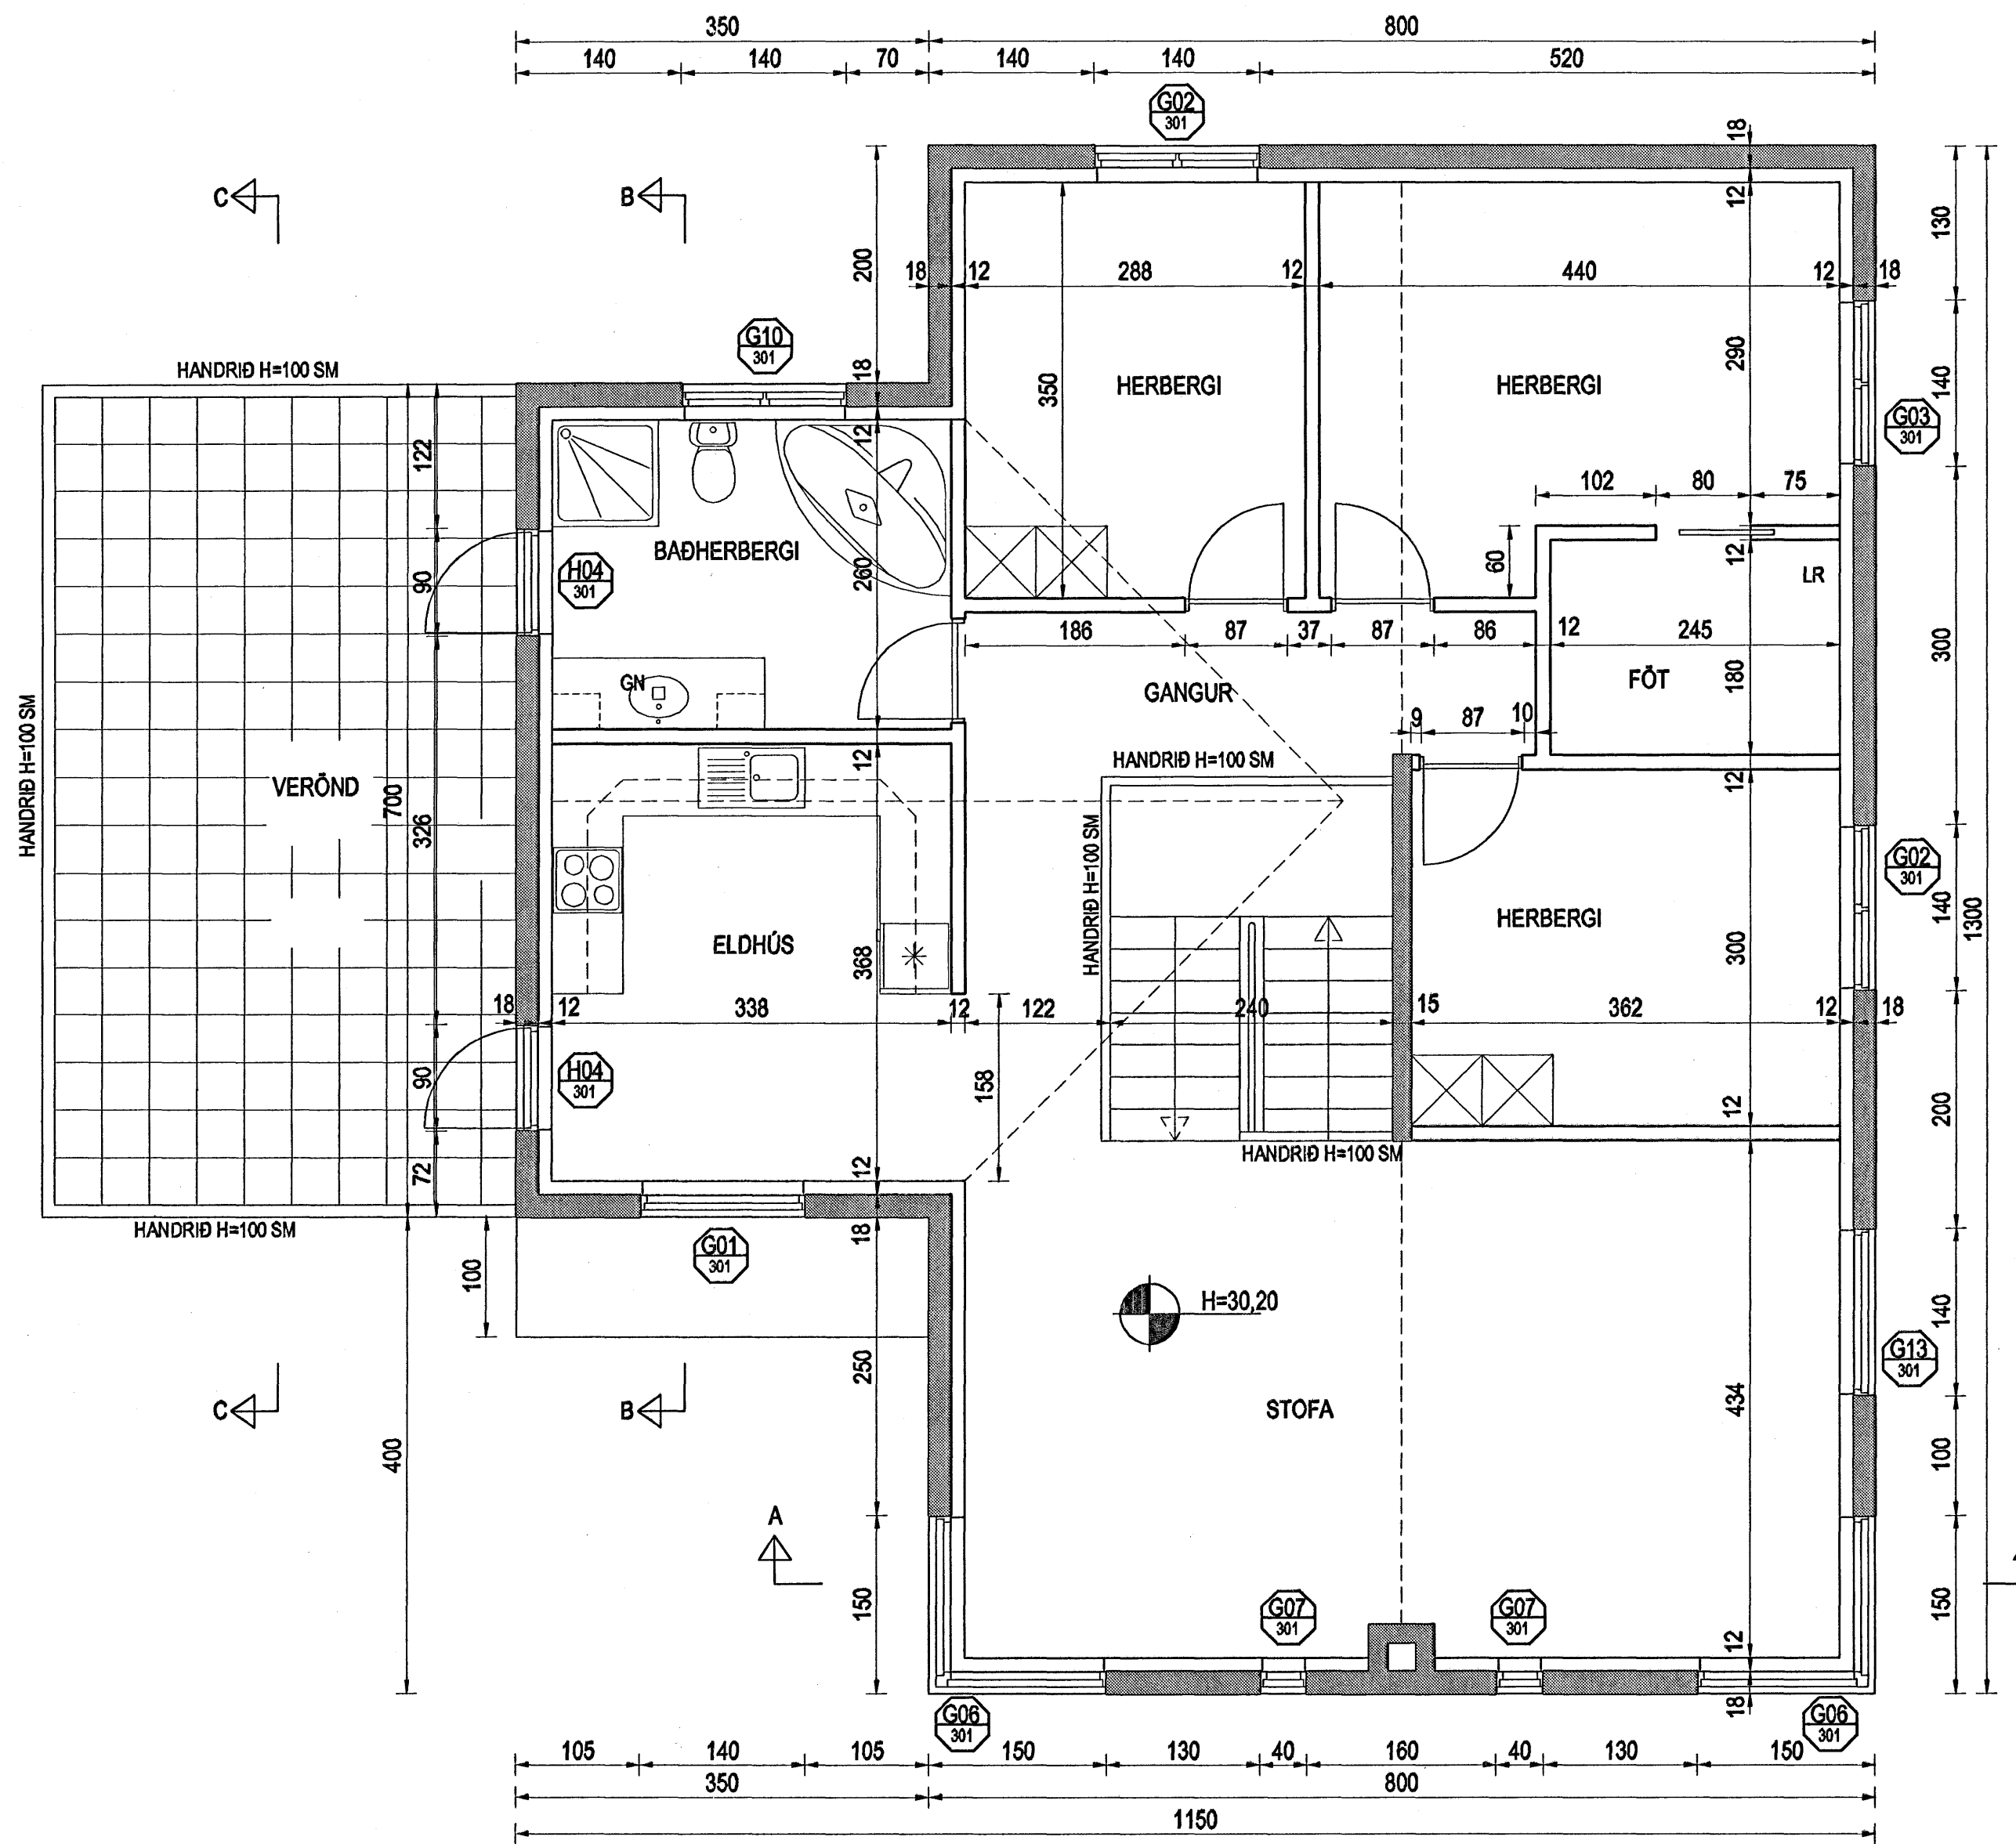 350 800
140 140 70 140 140 520
G02
301
18
C B
12
130
200
18 12 288 12 440 12 18
G10
301
HANDRIÐ H=100 SM
18
350
HERBERGI
HERBERGI
290
140
G03
301
122
12
102 80 75
BAÐHERBERGI
H04
301
90
260
60
12
LR
186 87 37 87 86 12 245
300
GN
GANGUR
FÖT
180
9 87 10
HANDRIÐ H=100 SM
HANDRIÐ H=100 SM
VERÖND
700
326
12
12
HANDRIÐ H=100 SM
G02
301
140
1300
ELDHÚS
368
HERBERGI
300
18 12 338 12 122 240 15 362 12 18
H04
301
90
158
12
200
72
12
HANDRIÐ H=100 SM
HANDRIÐ H=100 SM
18
G01
301
100
H=30,20
140
G13
301
250
C B
STOFA
434
400
100
A
150
150
G07
301
G07
301
12
18
G06
301
G06
301
105 140 105 150 130 40 160 40 130 150
350 800
1150